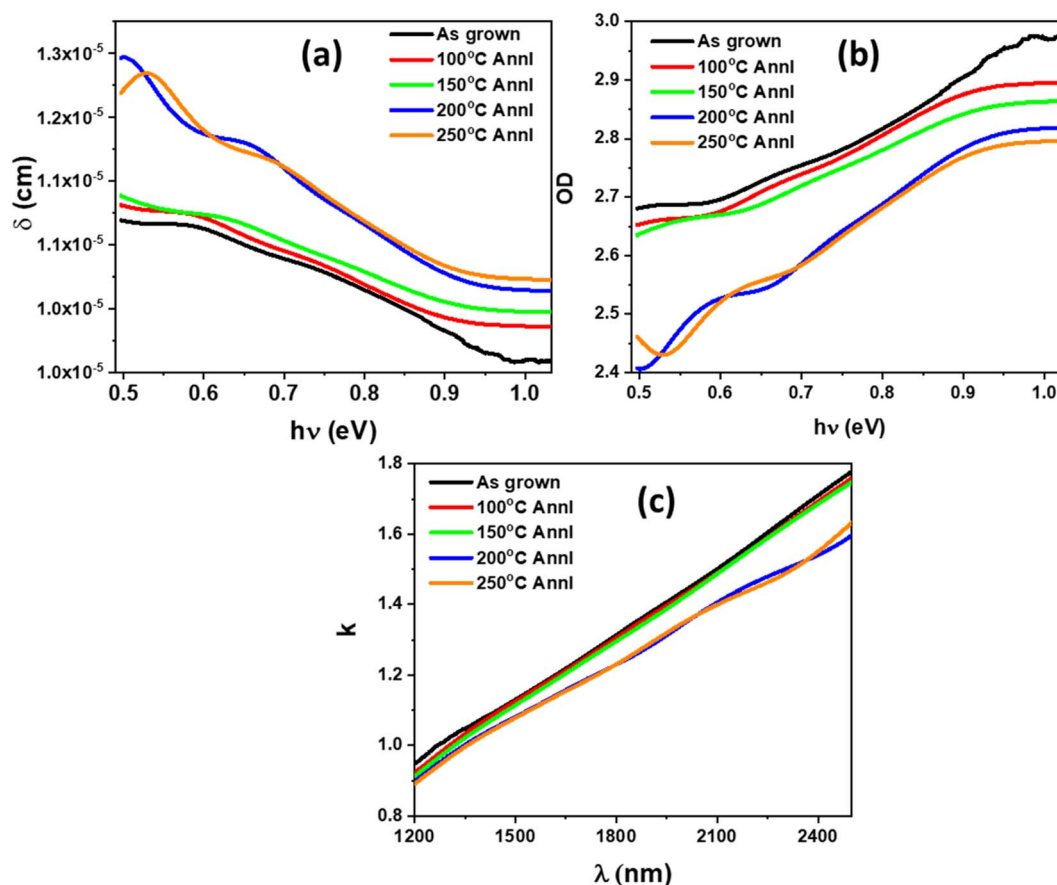 (a)
As grown
100°C Annl
150°C Annl
200°C Annl
250°C Annl
1.3x10⁻⁵
1.2x10⁻⁵
1.1x10⁻⁵
1.1x10⁻⁵
1.0x10⁻⁵
1.0x10⁻⁵
δ (cm)
0.5 0.6 0.7 0.8 0.9 1.0
hν (eV)
(b)
As grown
100°C Annl
150°C Annl
200°C Annl
250°C Annl
3.0
2.9
2.8
2.7
2.6
2.5
2.4
OD
0.5 0.6 0.7 0.8 0.9 1.0
hν (eV)
(c)
As grown
100°C Annl
150°C Annl
200°C Annl
250°C Annl
1.8
1.6
1.4
1.2
1.0
0.8
k
1200 1500 1800 2100 2400
λ (nm)